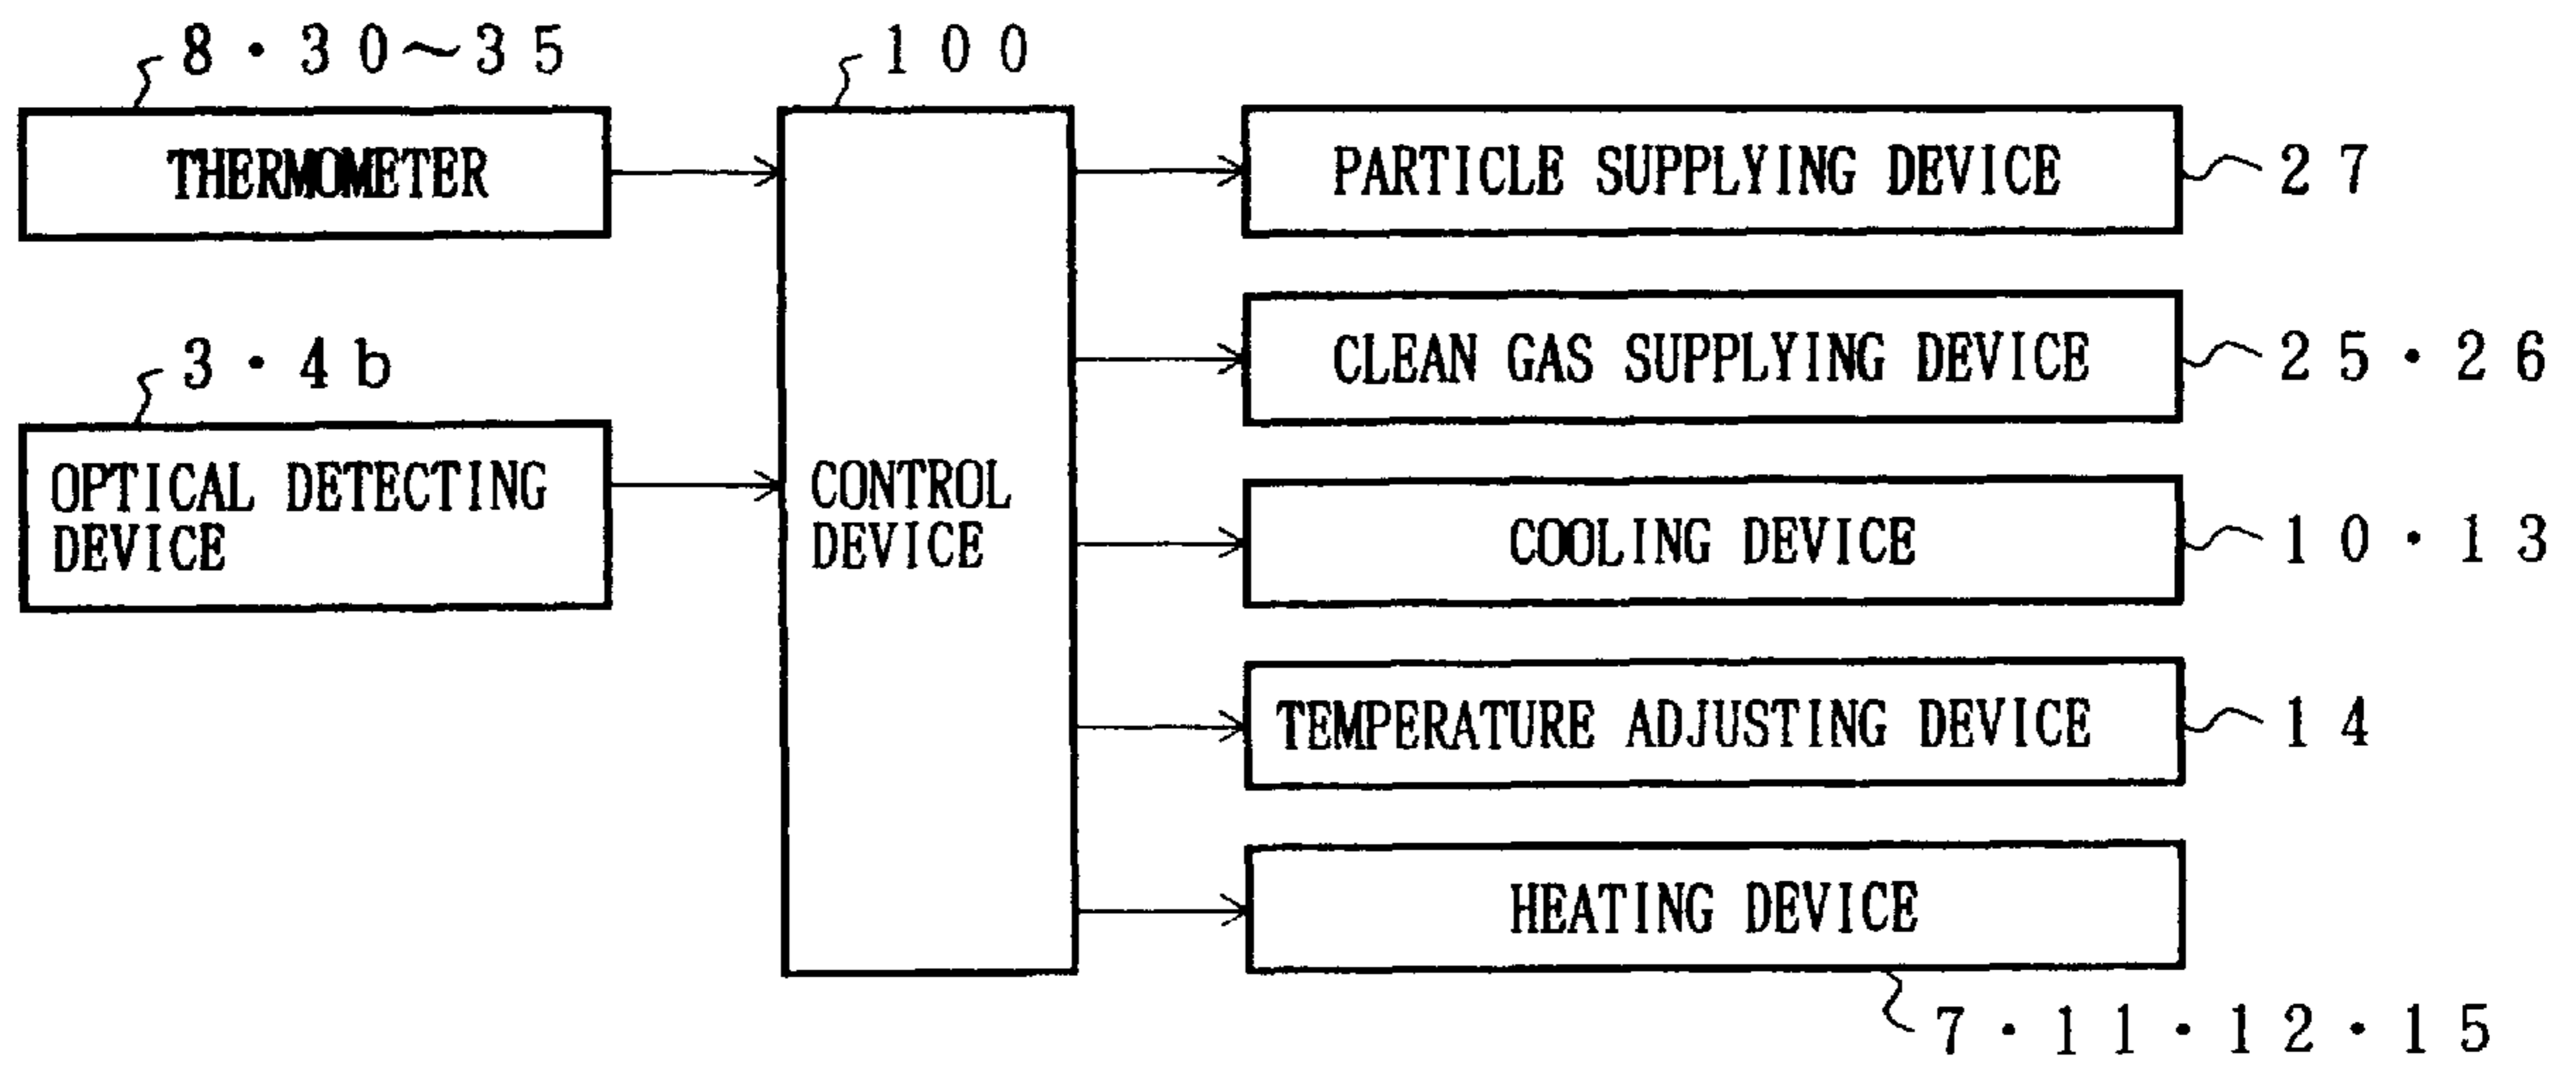 8・30～35
THERMOMETER
3・4b
OPTICAL DETECTING
DEVICE
100
CONTROL
DEVICE
PARTICLE SUPPLYING DEVICE
27
CLEAN GAS SUPPLYING DEVICE
25・26
COOLING DEVICE
10・13
TEMPERATURE ADJUSTING DEVICE
14
HEATING DEVICE
7・11・12・15